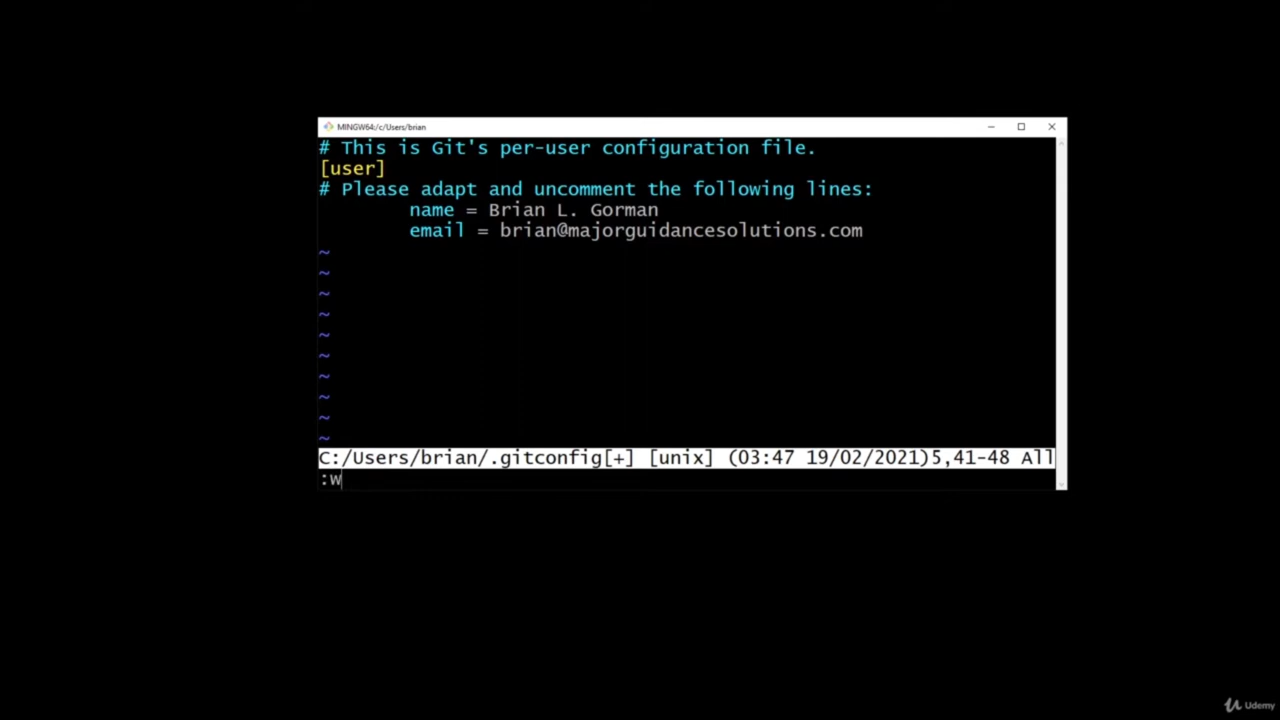 MINGW64:/c/Users/brian
# This is Git's per-user configuration file.
[user]
# Please adapt and uncomment the following lines:
name = Brian L. Gorman
email = brian@majorguidancesolutions.com
~
~
~
~
~
~
~
~
~
~
C:/Users/brian/.gitconfig[+] [unix] (03:47 19/02/2021)5,41-48 All
:w
Udemy